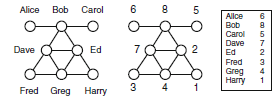 Alice Bob Carol
Dave Ed
Fred Greg Harry
6 8 5
7 2
3 4 1
Alice 6
Bob 8
Carol 5
Dave 7
Ed 2
Fred 3
Greg 4
Harry 1